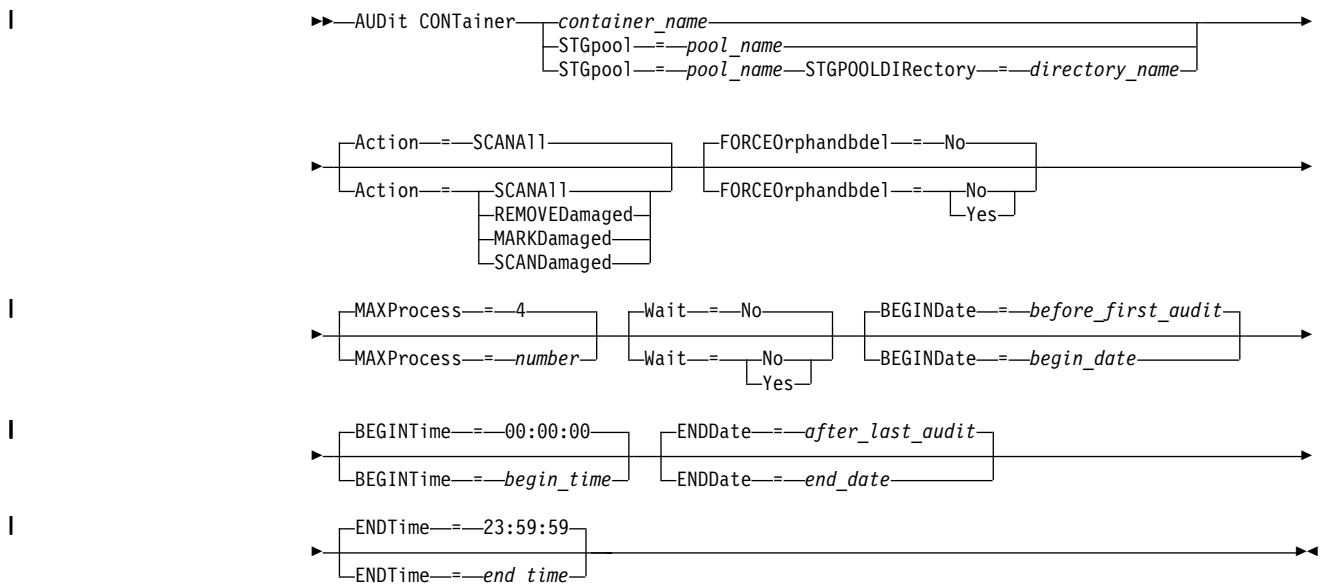 AUDit CONTainer container_name
STGpool = pool_name
STGpool = pool_name STGPOOLDIRectory = directory_name
Action = SCANAll FORCEOrphandbdel = No
Action = SCANAll FORCEOrphandbdel = No
REMOVEDamaged Yes
MARKDamaged
SCANDamaged
MAXProcess = 4 Wait = No BEGINDate = before_first_audit
MAXProcess = number Wait = No BEGINDate = begin_date
Yes
BEGINTime = 00:00:00 ENDDate = after_last_audit
BEGINTime = begin_time ENDDate = end_date
ENDTime = 23:59:59
ENDTime = end_time